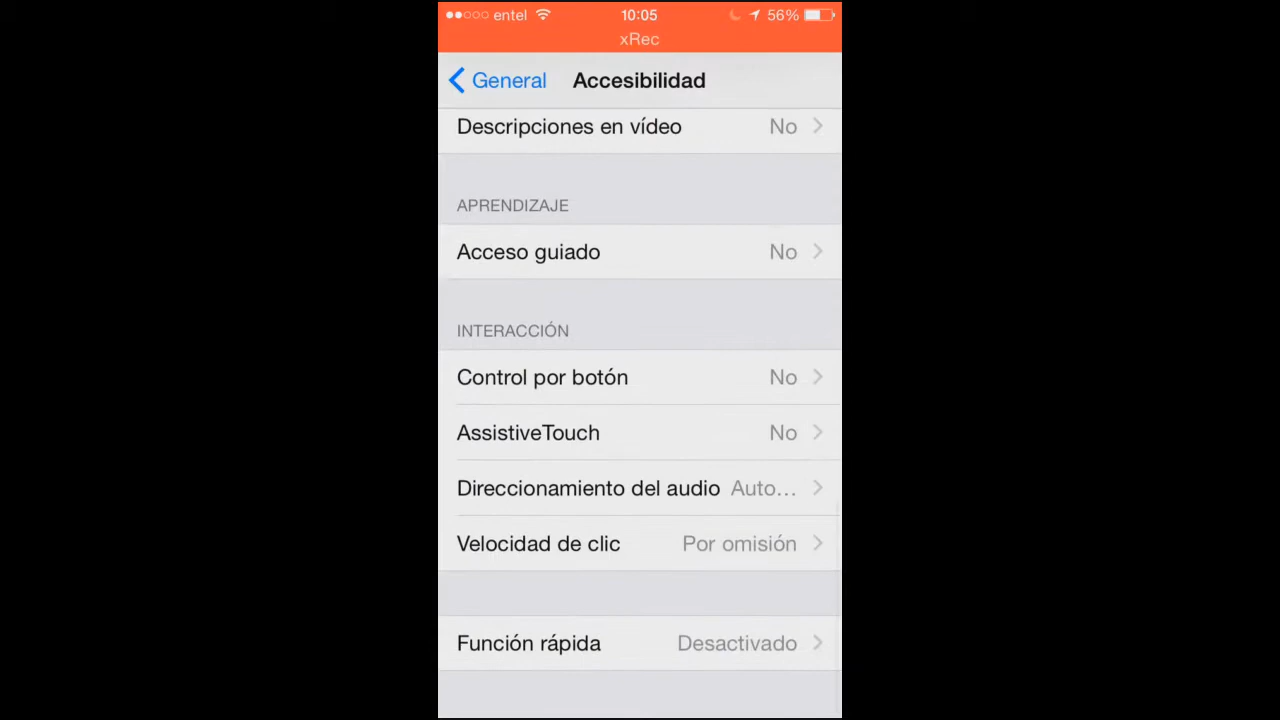 entel 10:05 56%
xRec
General Accesibilidad
Descripciones en vídeo No
APRENDIZAJE
Acceso guiado No
INTERACCIÓN
Control por botón No
AssistiveTouch No
Direccionamiento del audio Auto...
Velocidad de clic Por omisión
Función rápida Desactivado